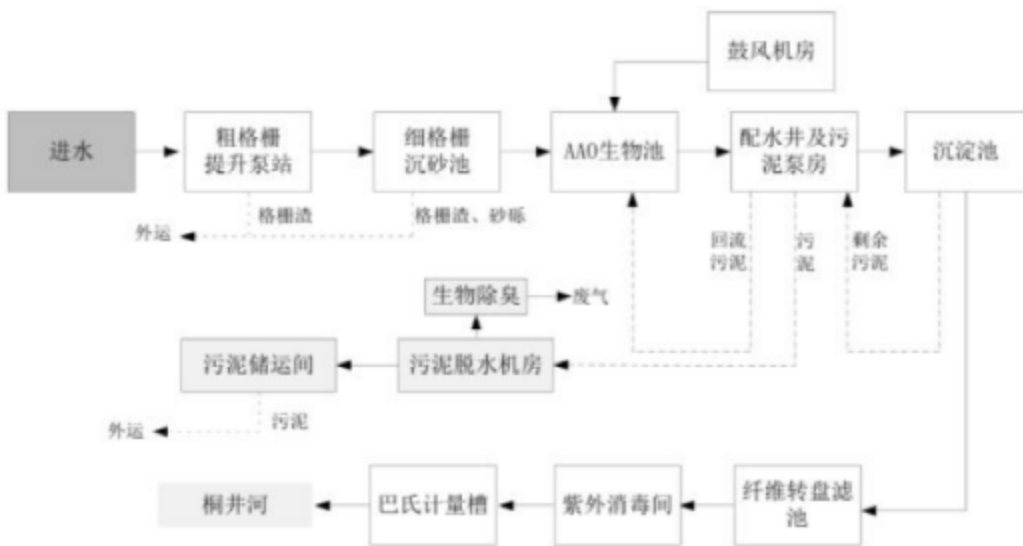 鼓风机房
进水
粗格栅
提升泵站
细格栅
沉砂池
AAO生物池
配水井及污
泥泵房
沉淀池
格栅渣
格栅渣、砂砾
外运
回流
污泥
污
泥
剩余
污泥
生物除臭
废气
污泥储运间
污泥脱水机房
外运
污泥
桐井河
巴氏计量槽
紫外消毒间
纤维转盘滤
池